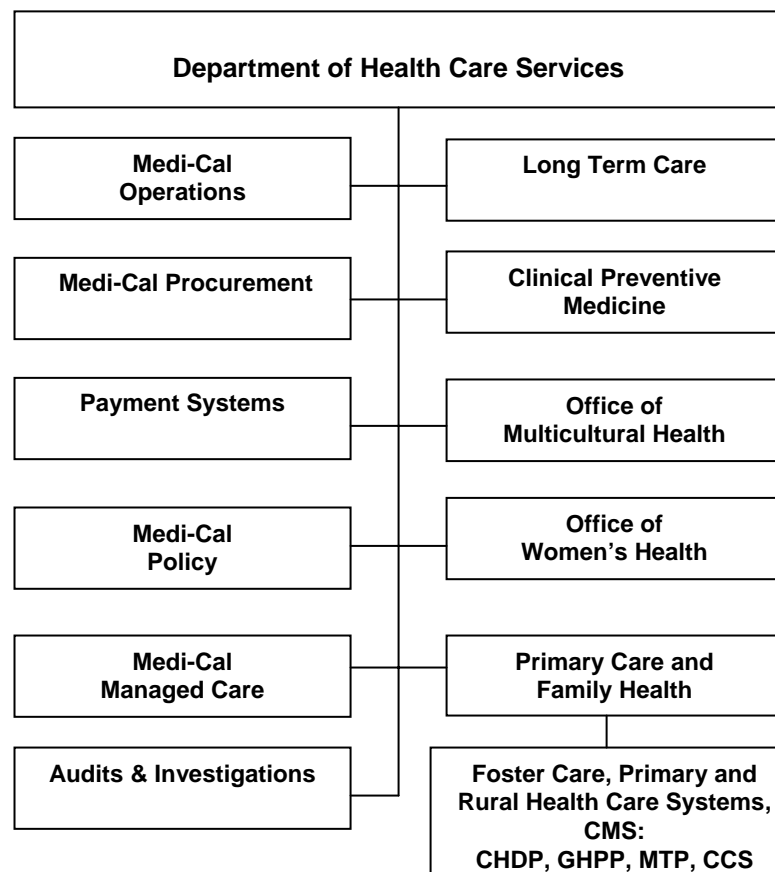 Department of Health Care Services
Medi-Cal
Operations
Long Term Care
Medi-Cal Procurement
Clinical Preventive
Medicine
Payment Systems
Office of
Multicultural Health
Medi-Cal
Policy
Office of
Women’s Health
Medi-Cal
Managed Care
Primary Care and
Family Health
Audits & Investigations
Foster Care, Primary and
Rural Health Care Systems,
CMS:
CHDP, GHPP, MTP, CCS